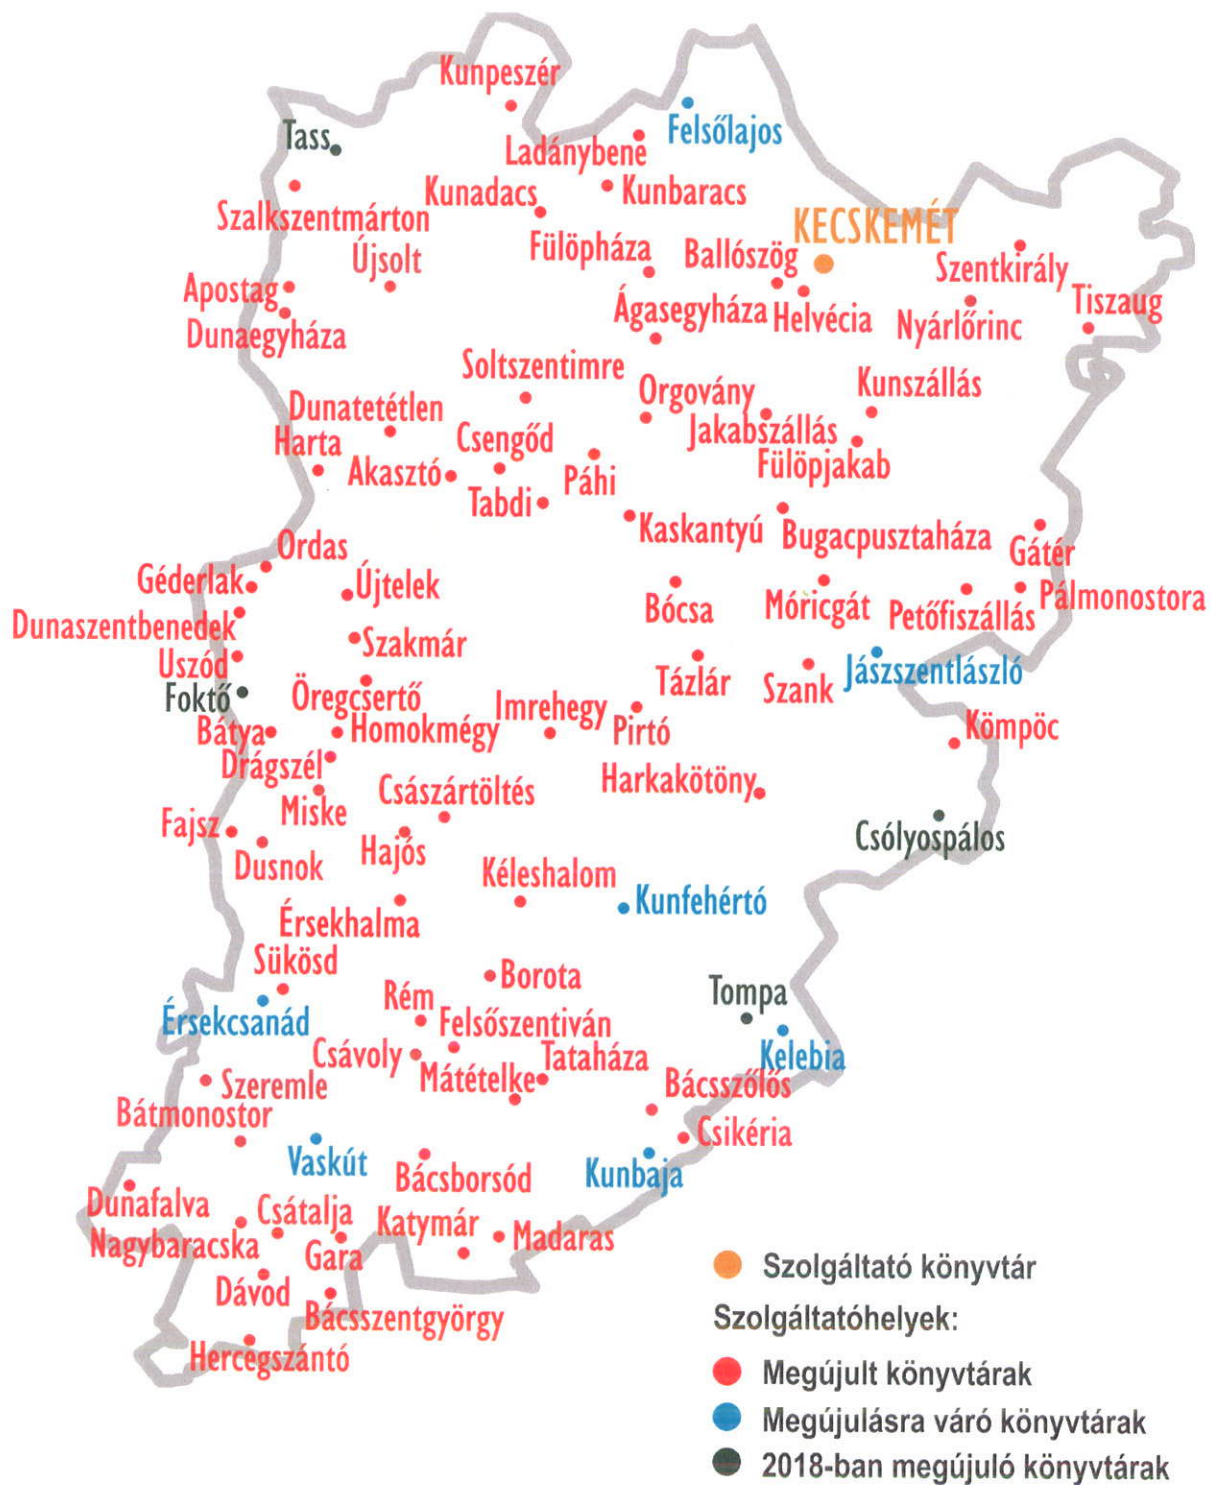 Kunpeszér
Tass
Felsőlajos
Ladánybene
Kunadacs
Kunbaracs
Szalkszentmárton
KECSKEMÉT
Fülöpháza
Ballószög
Újsolt
Szentkirály
Apostag
Ágasegyháza
Helvécia
Nyárlőrinc
Tiszaug
Dunaegyháza
Soltszentimre
Orgovány
Kunszállás
Dunatetétlen
Jakabszállás
Harta
Csengőd
Akasztó
Páhi
Fülöpjakab
Tabdi
Kaskantyú
Bugacpusztaháza
Gátér
Ordas
Géderlak
Újtelek
Bócsa
Móricgát
Petőfiszállás
Pálmonostora
Dunaszentbenedek
Szakmár
Uszód
Jászszentlászló
Tázlár
Szank
Foktő
Öregcsertő
Imrehegy
Pirtó
Kömpöc
Bátya
Homokmégy
Drágszél
Harkakötöny
Császártöltés
Miske
Fajsz
Csólyospálos
Hajós
Dusnok
Kéleshalom
Kunfehértó
Érsekhalma
Sükösd
Borota
Tompa
Rém
Érsekcsanád
Felsőszentiván
Csávoly
Tataháza
Kelebia
Mátételke
Szeremle
Bácsszőlős
Bátmonostor
Csikéria
Vaskút
Bácsborsód
Kunbaja
Dunafalva
Csátalja
Katymár
Nagybaracska
Gara
Madaras
Dávod
Bácsszentgyörgy
Hercegszántó
Szolgáltató könyvtár
Szolgáltatóhelyek:
Megújult könyvtárak
Megújulásra váró könyvtárak
2018-ban megújuló könyvtárak